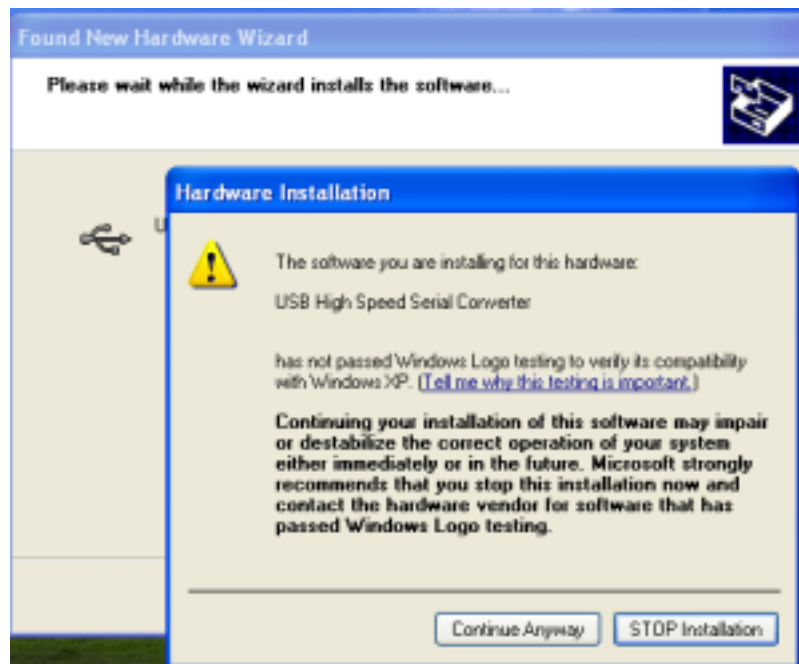 Found New Hardware Wizard
Please wait while the wizard installs the software...
Hardware Installation
U
The software you are installing for this hardware:
USB High Speed Serial Converter
has not passed Windows Logo testing to verify its compatibility
with Windows XP. (Tell me why this testing is important.)
Continuing your installation of this software may impair
or destabilize the correct operation of your system
either immediately or in the future. Microsoft strongly
recommends that you stop this installation now and
contact the hardware vendor for software that has
passed Windows Logo testing.
Continue Anyway
STOP Installation